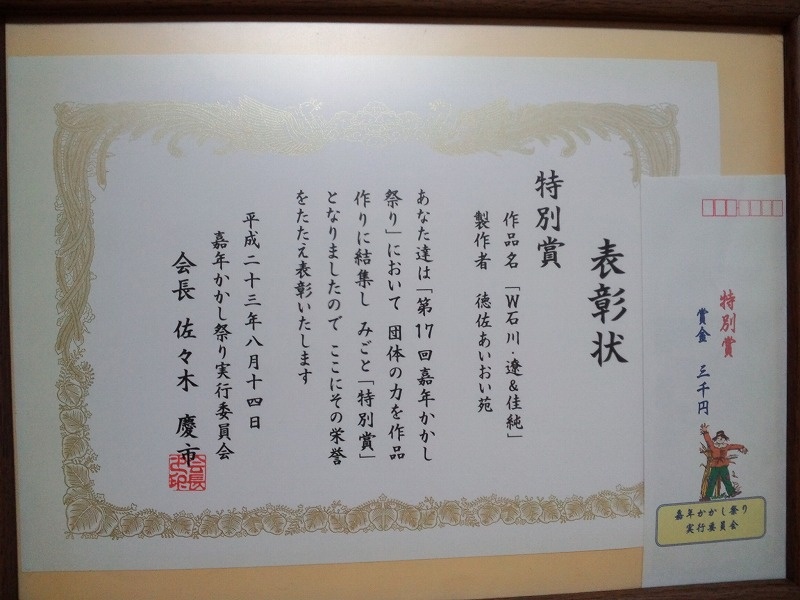 表彰状
特別賞
作品名 「W石川・遼&佳純」
製作者 徳佐あいおい苑
あなた達は「第17回嘉年かかし
祭り」において 団体の力を作品
作りに結集し みごと「特別賞」
となりましたので ここにその栄誉
をたたえ表彰いたします
平成二十三年八月十四日
嘉年かかし祭り実行委員会
会長 佐々木 慶市
特別賞
賞金 三千円
嘉年かかし祭り
実行委員会